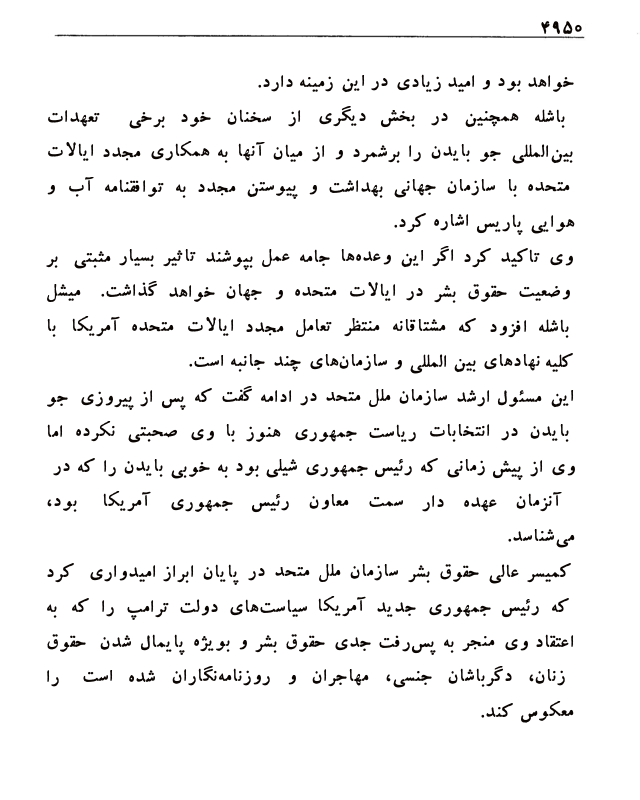 ۴۹۵۰
خواهد بود و امید زیادی در این زمینه دارد.
باشله همچنین در بخش دیگری از سخنان خود برخی تعهدات
بین‌المللی جو بایدن را برشمرد و از میان آنها به همکاری مجدد ایالات
متحده با سازمان جهانی بهداشت و پیوستن مجدد به توافقنامه آب و
هوایی پاریس اشاره کرد.
وی تاکید کرد اگر این وعده‌ها جامه عمل بپوشند تاثیر بسیار مثبتی بر
وضعیت حقوق بشر در ایالات متحده و جهان خواهد گذاشت. میشل
باشله افزود که مشتاقانه منتظر تعامل مجدد ایالات متحده آمریکا با
کلیه نهادهای بین المللی و سازمان‌های چند جانبه است.
این مسئول ارشد سازمان ملل متحد در ادامه گفت که پس از پیروزی جو
بایدن در انتخابات ریاست جمهوری هنوز با وی صحبتی نکرده اما
وی از پیش زمانی که رئیس جمهوری شیلی بود به خوبی بایدن را که در
آنزمان عهده دار سمت معاون رئیس جمهوری آمریکا بود،
می‌شناسد.
کمیسر عالی حقوق بشر سازمان ملل متحد در پایان ابراز امیدواری کرد
که رئیس جمهوری جدید آمریکا سیاست‌های دولت ترامپ را که به
اعتقاد وی منجر به پس‌رفت جدی حقوق بشر و بویژه پایمال شدن حقوق
زنان، دگرباشان جنسی، مهاجران و روزنامه‌نگاران شده است را
معکوس کند.